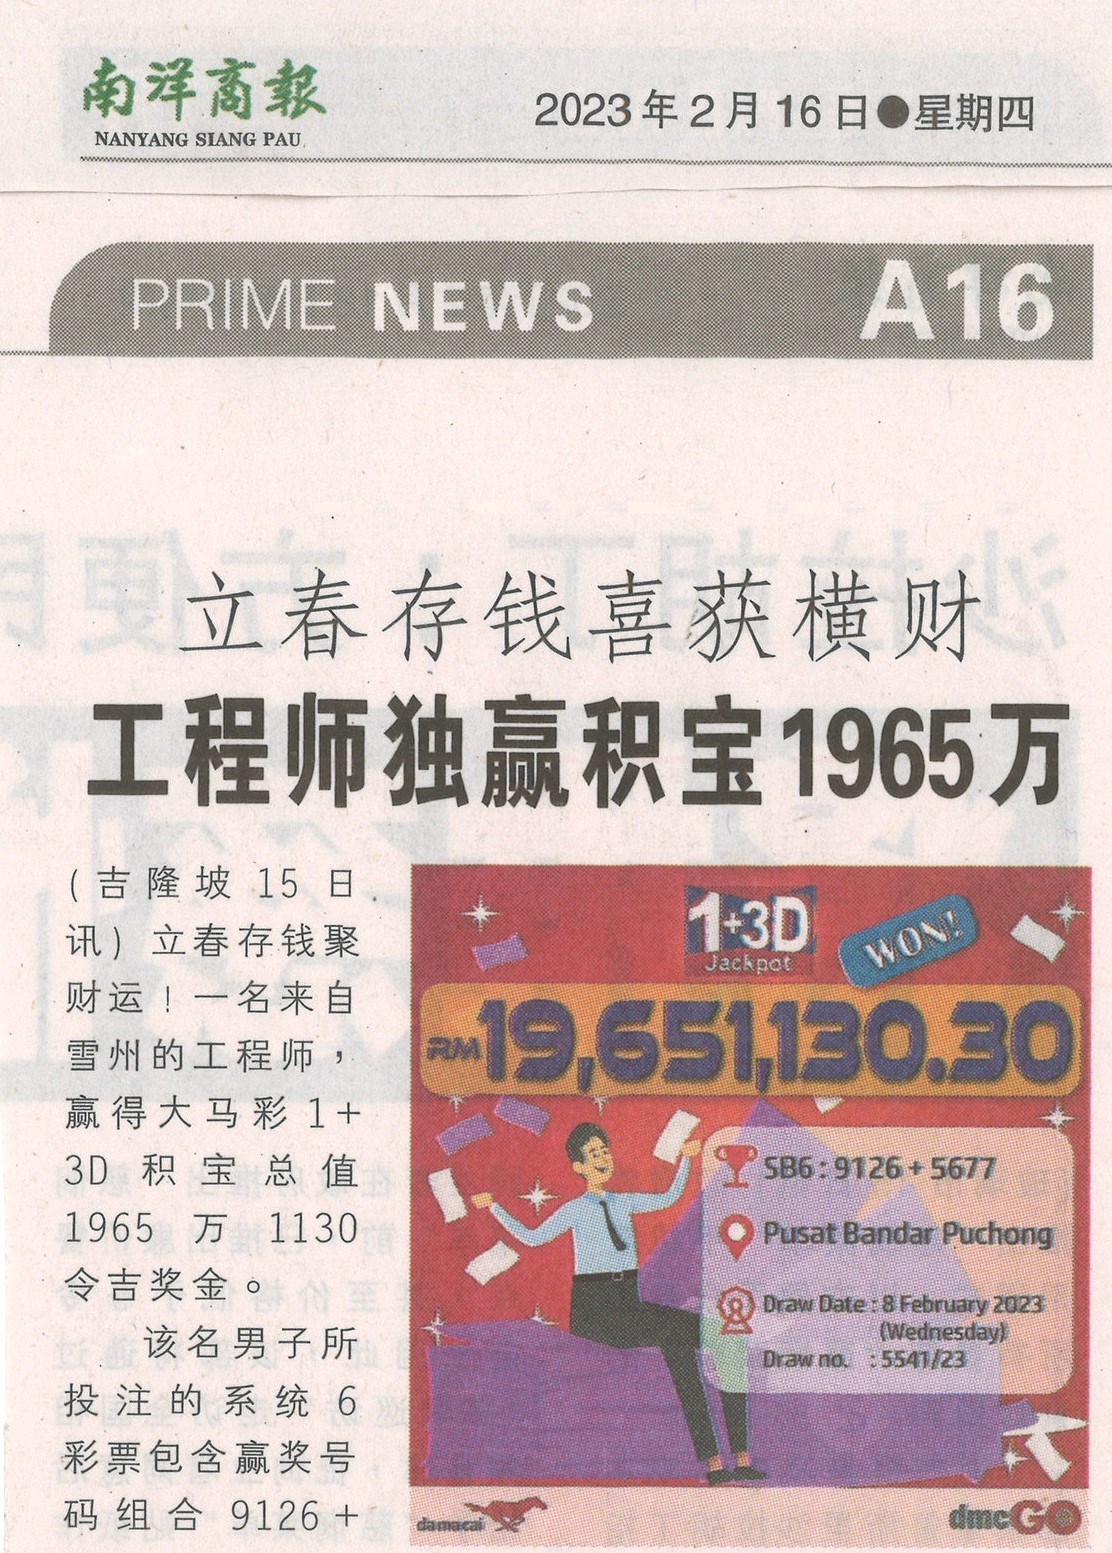 南洋商報
NANYANG SIANG PAU
2023年2月16日●星期四
PRIME NEWS A16
立春存钱喜获横财
工程师独赢积宝1965万
(吉隆坡15日
讯) 立春存钱聚
财运！一名来自
雪州的工程师，
赢得大马彩1+
3D积宝总值
1965万1130
令吉奖金。
该名男子所
投注的系统6
彩票包含赢奖号
码组合9126+
1+3D
Jackpot
WON!
RM19,651,130.30
SB6 : 9126 + 5677
Pusat Bandar Puchong
Draw Date : 8 February 2023
(Wednesday)
Draw no. : 5541/23
damacai
dmcGO